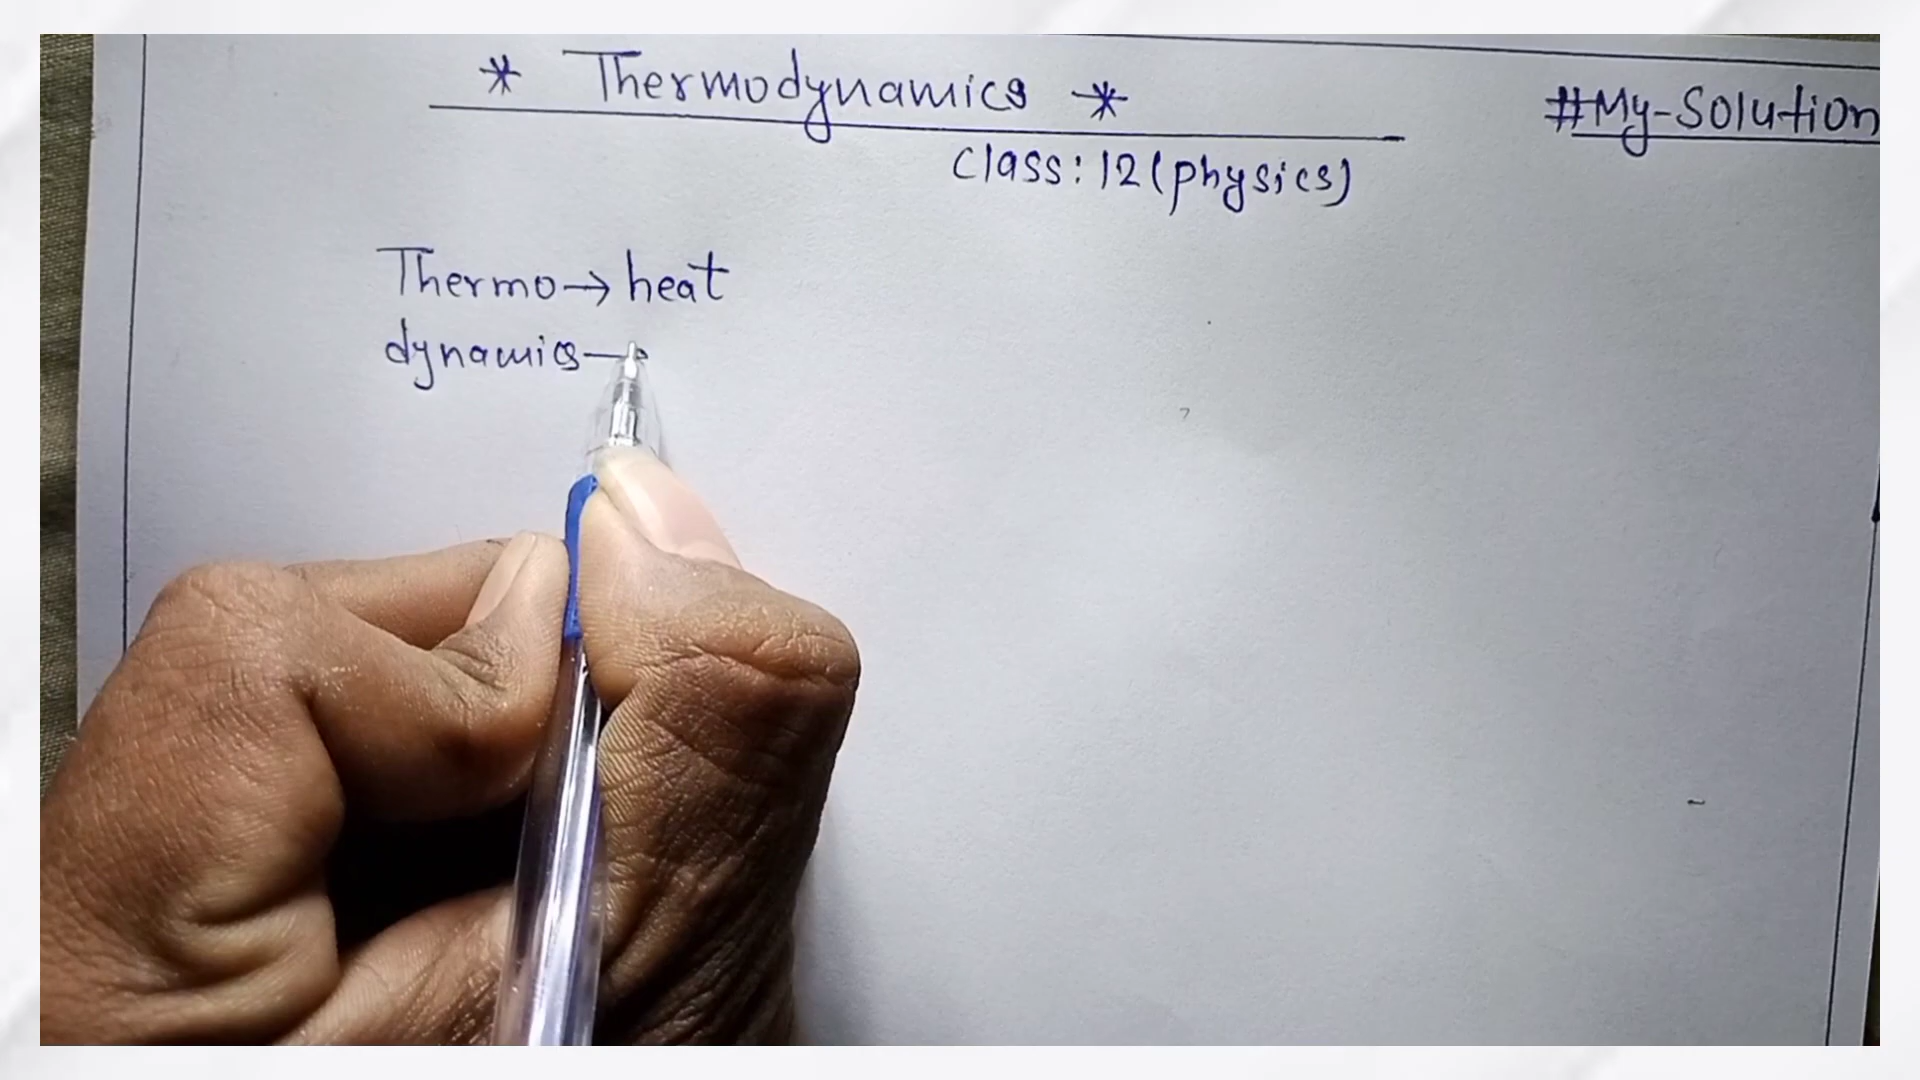 * Thermodynamics *
#My-Solution
Class: 12 (physics)
Thermo→heat
dynamics→